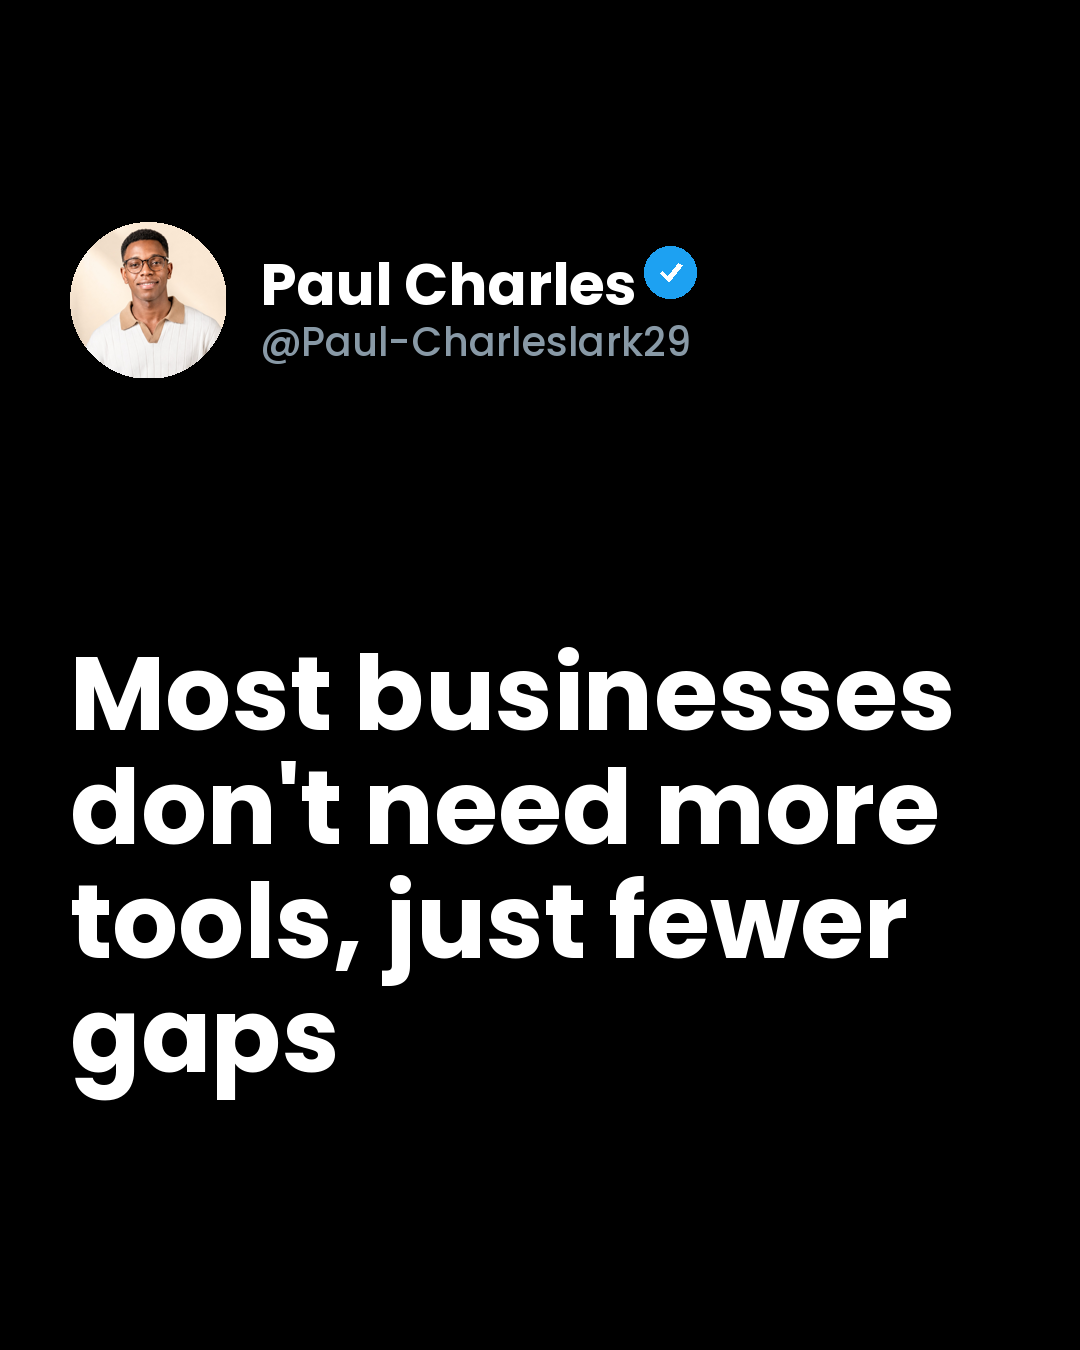 Paul Charles
@Paul-Charleslark29
Most businesses
don't need more
tools, just fewer
gaps